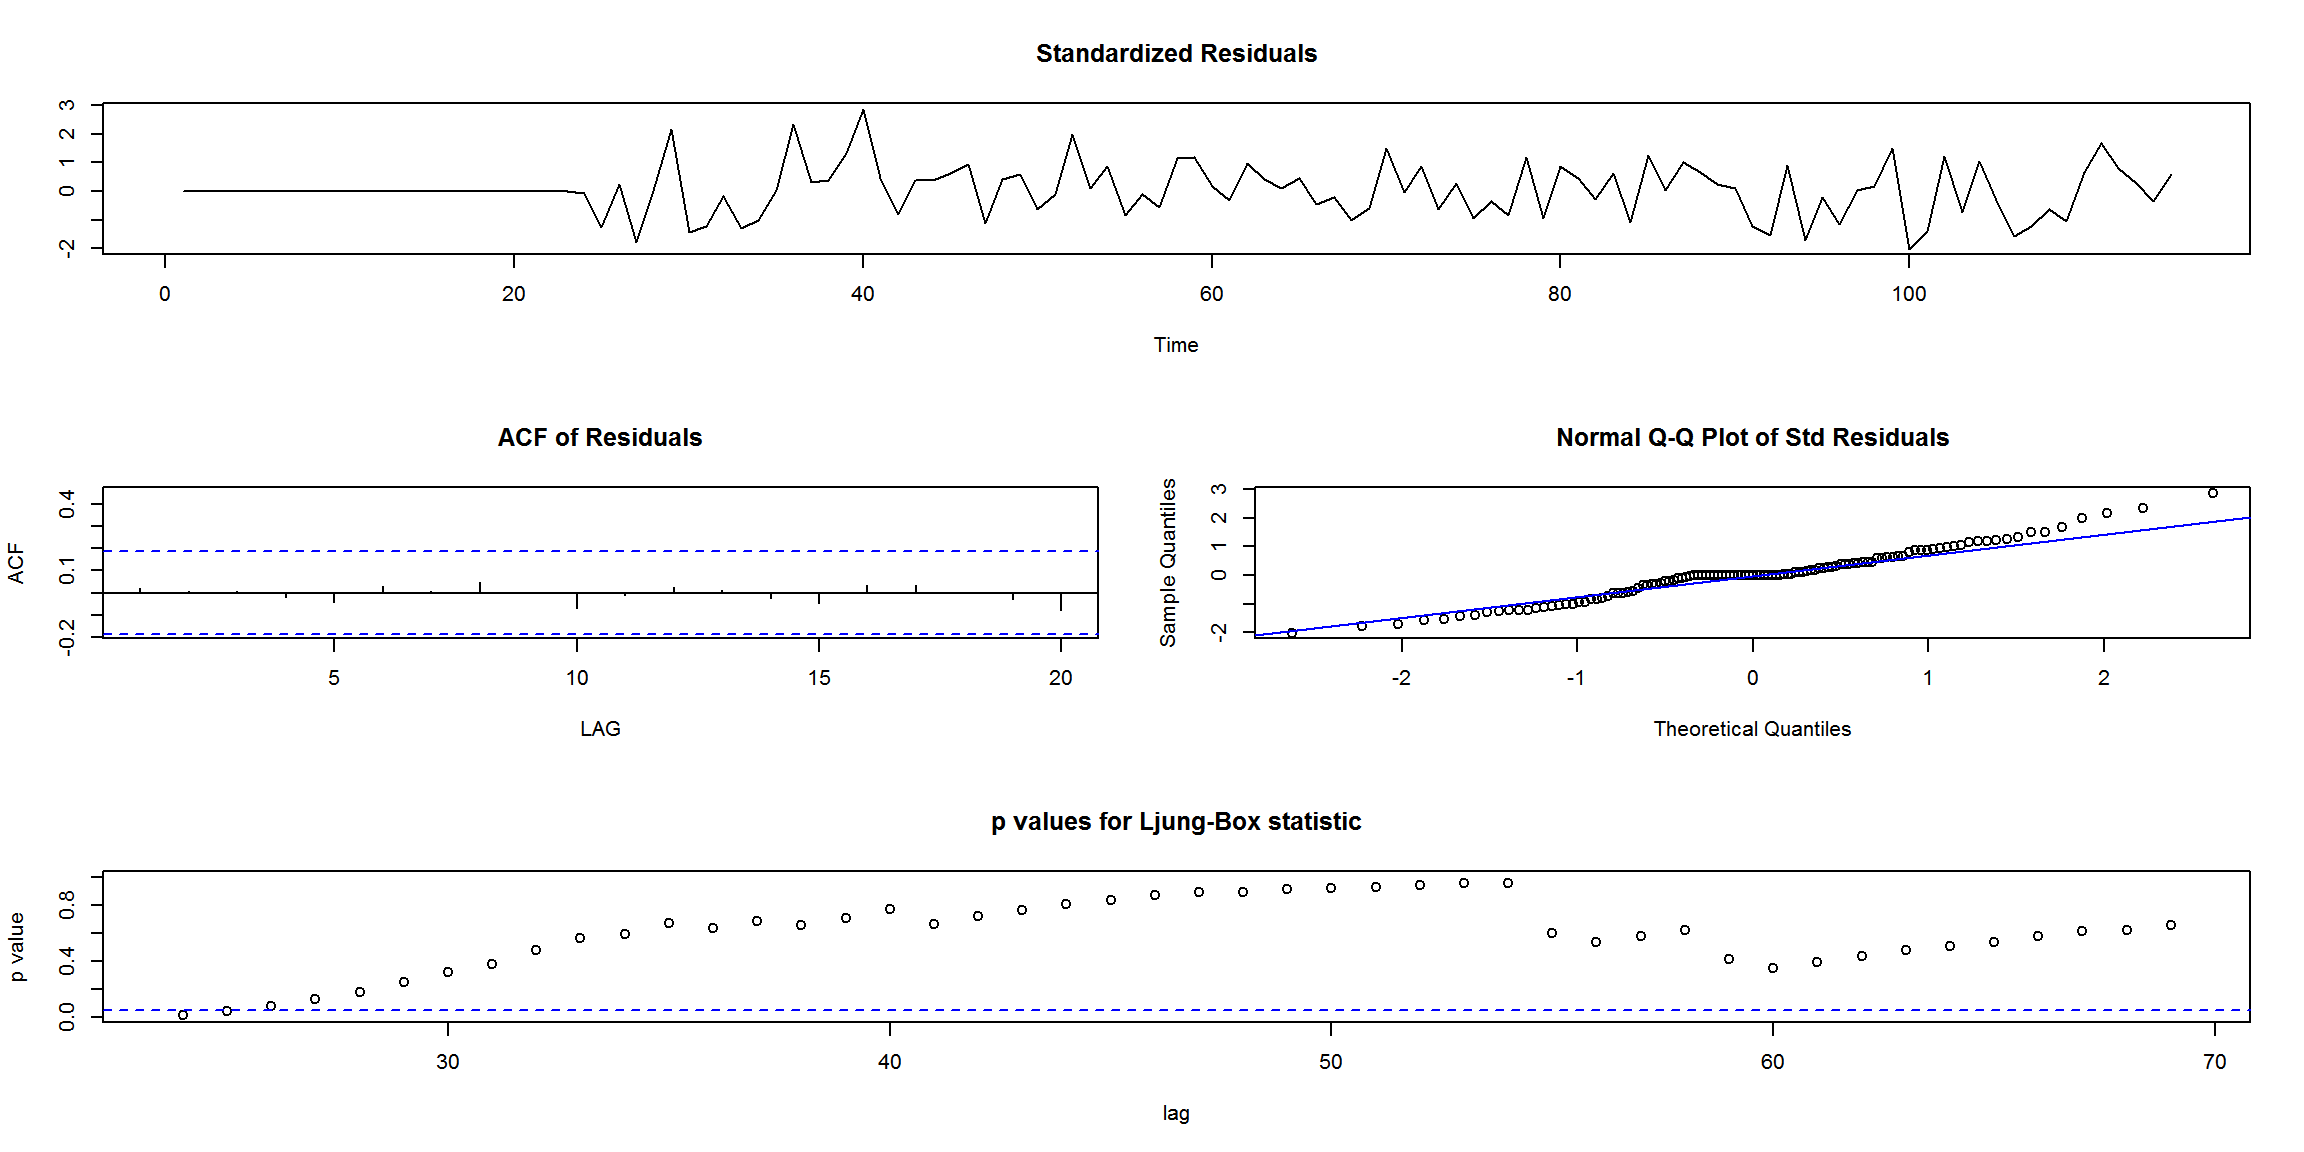 Standardized Residuals
3
2
1
0
-2
0 20 40 60 80 100
Time
ACF of Residuals
ACF
0.4
0.1
-0.2
5 10 15 20
LAG
Normal Q-Q Plot of Std Residuals
Sample Quantiles
3
2
1
0
-2
-2 -1 0 1 2
Theoretical Quantiles
p values for Ljung-Box statistic
p value
0.8
0.4
0.0
30 40 50 60 70
lag